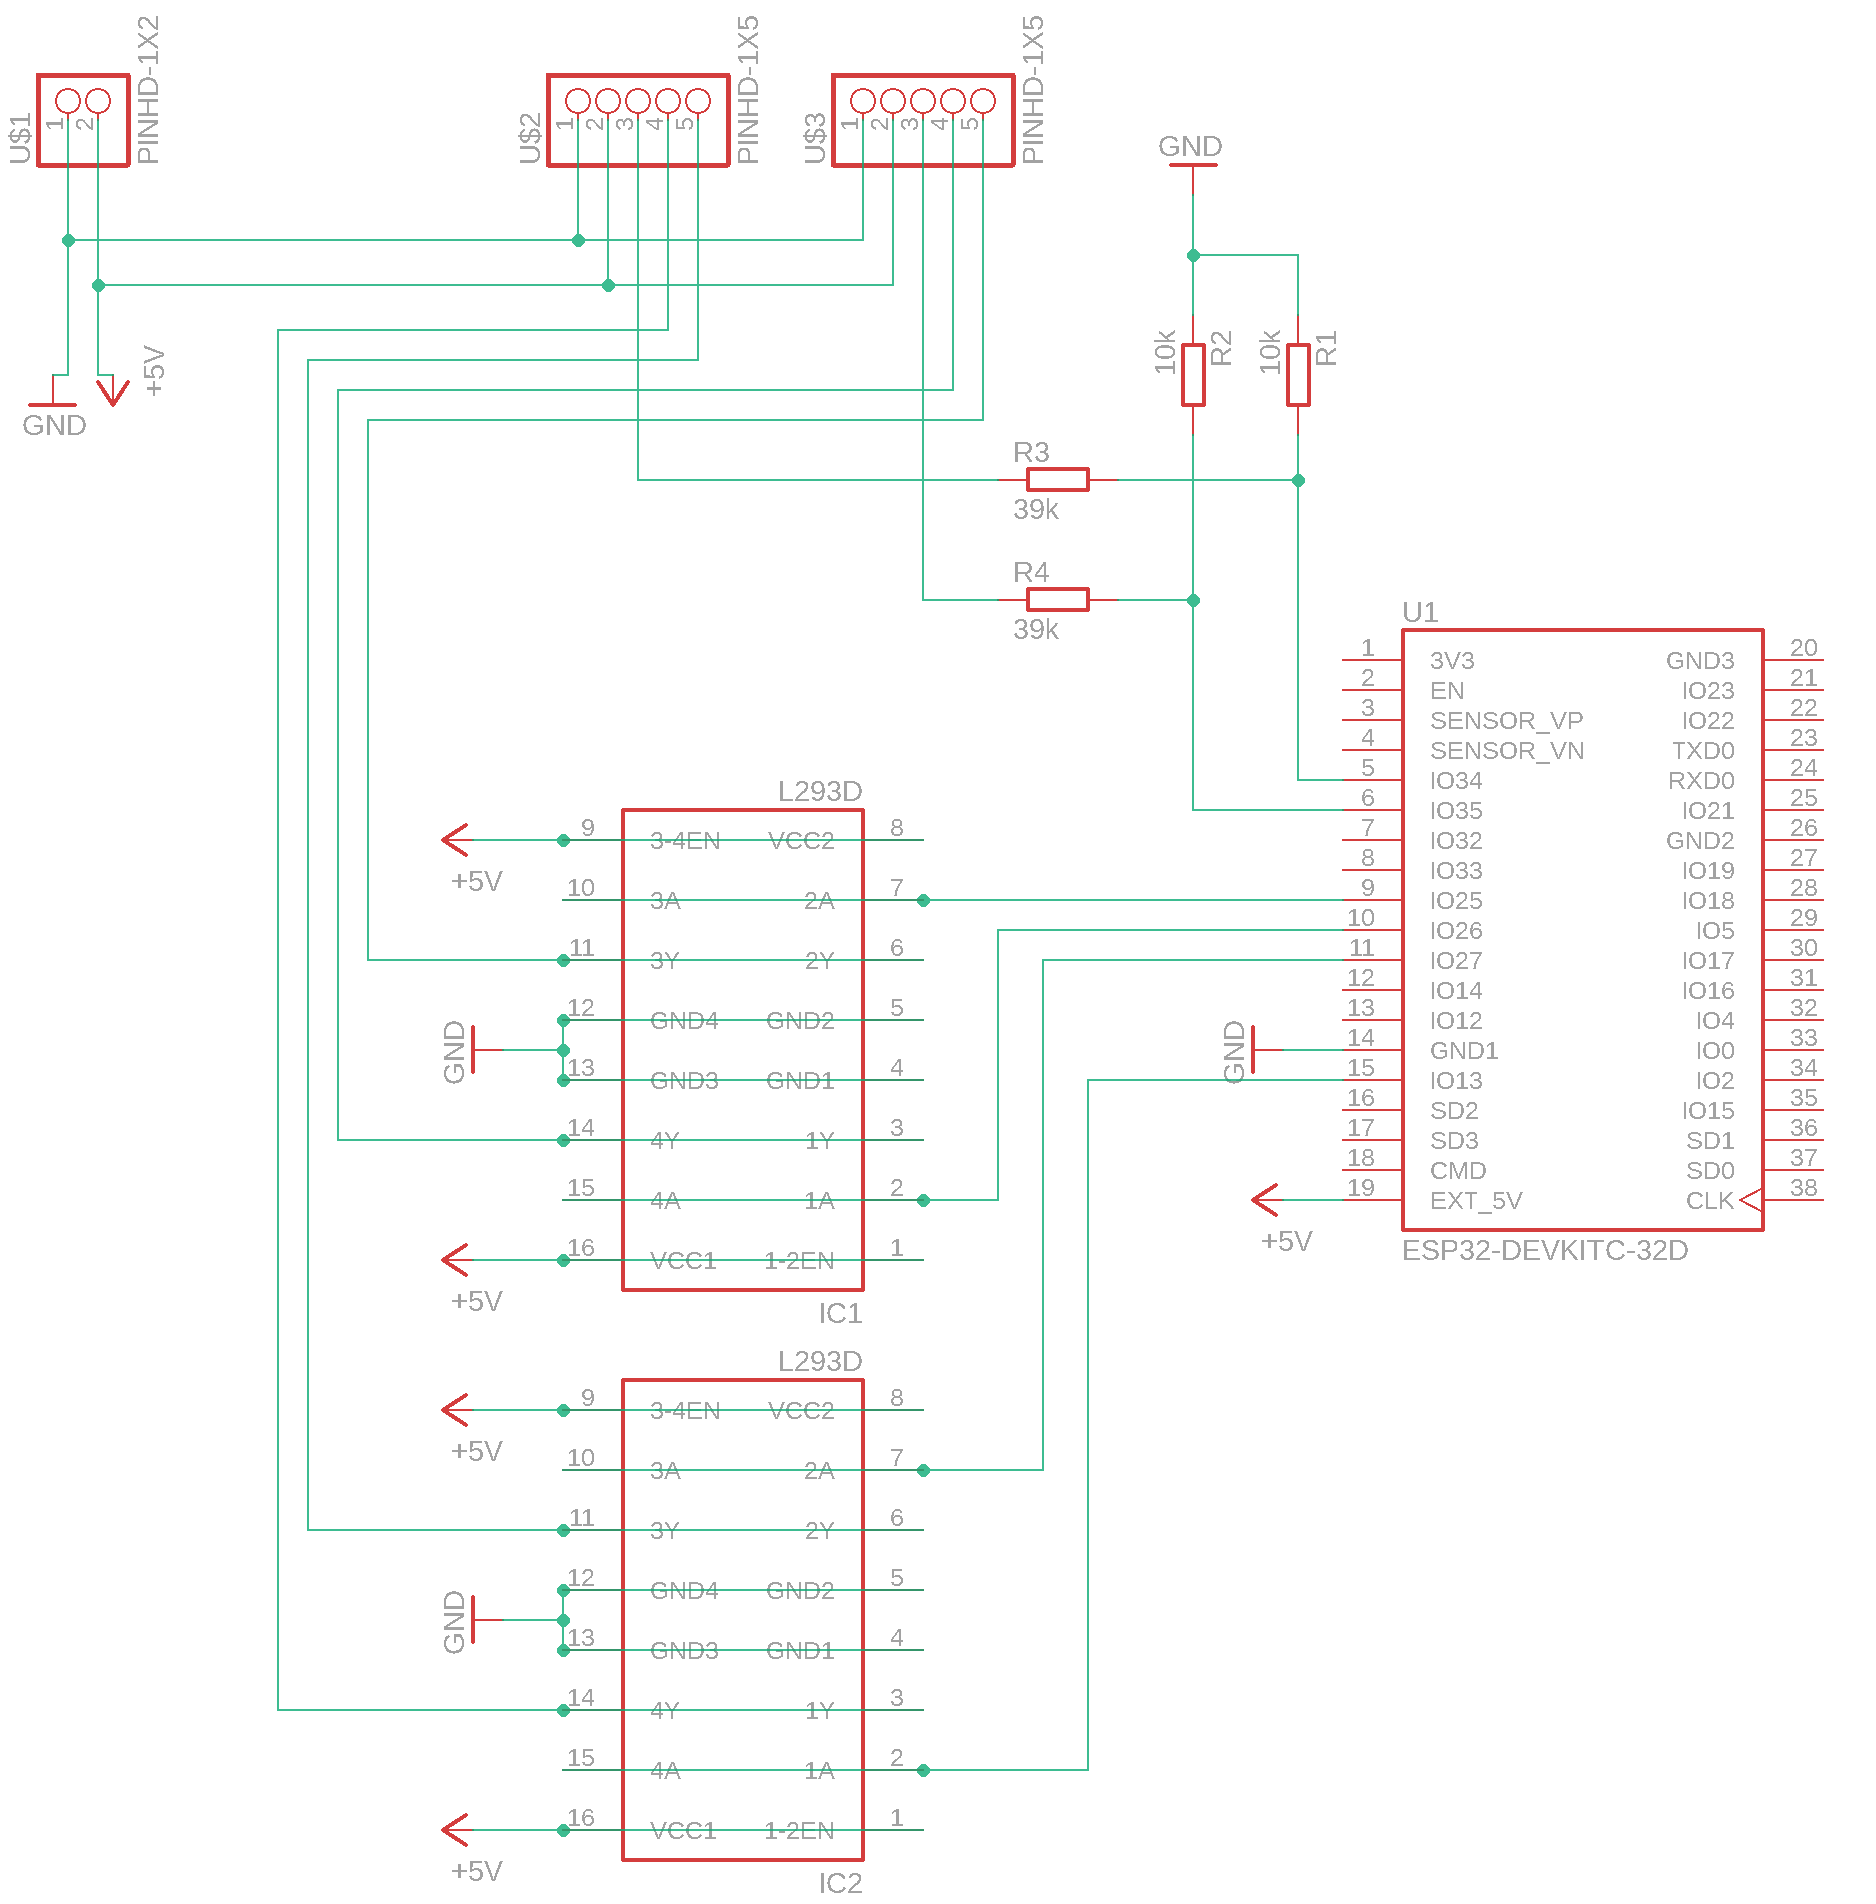 U$1
1
2
PINHD-1X2
U$2
1
2
3
4
5
PINHD-1X5
U$3
1
2
3
4
5
PINHD-1X5
GND
GND
+5V
10k
R2
10k
R1
R3
39k
R4
39k
U1
1 3V3 GND3 20
2 EN IO23 21
3 SENSOR_VP IO22 22
4 SENSOR_VN TXD0 23
5 IO34 RXD0 24
6 IO35 IO21 25
7 IO32 GND2 26
8 IO33 IO19 27
9 IO25 IO18 28
10 IO26 IO5 29
11 IO27 IO17 30
12 IO14 IO16 31
13 IO12 IO4 32
14 GND1 IO0 33
15 IO13 IO2 34
16 SD2 IO15 35
17 SD3 SD1 36
18 CMD SD0 37
19 EXT_5V CLK 38
GND
+5V
ESP32-DEVKITC-32D
L293D
9 3-4EN VCC2 8
+5V
10 3A 2A 7
11 3Y 2Y 6
12 GND4 GND2 5
GND
13 GND3 GND1 4
14 4Y 1Y 3
15 4A 1A 2
16 VCC1 1-2EN 1
+5V
IC1
L293D
9 3-4EN VCC2 8
+5V
10 3A 2A 7
11 3Y 2Y 6
12 GND4 GND2 5
GND
13 GND3 GND1 4
14 4Y 1Y 3
15 4A 1A 2
16 VCC1 1-2EN 1
+5V
IC2